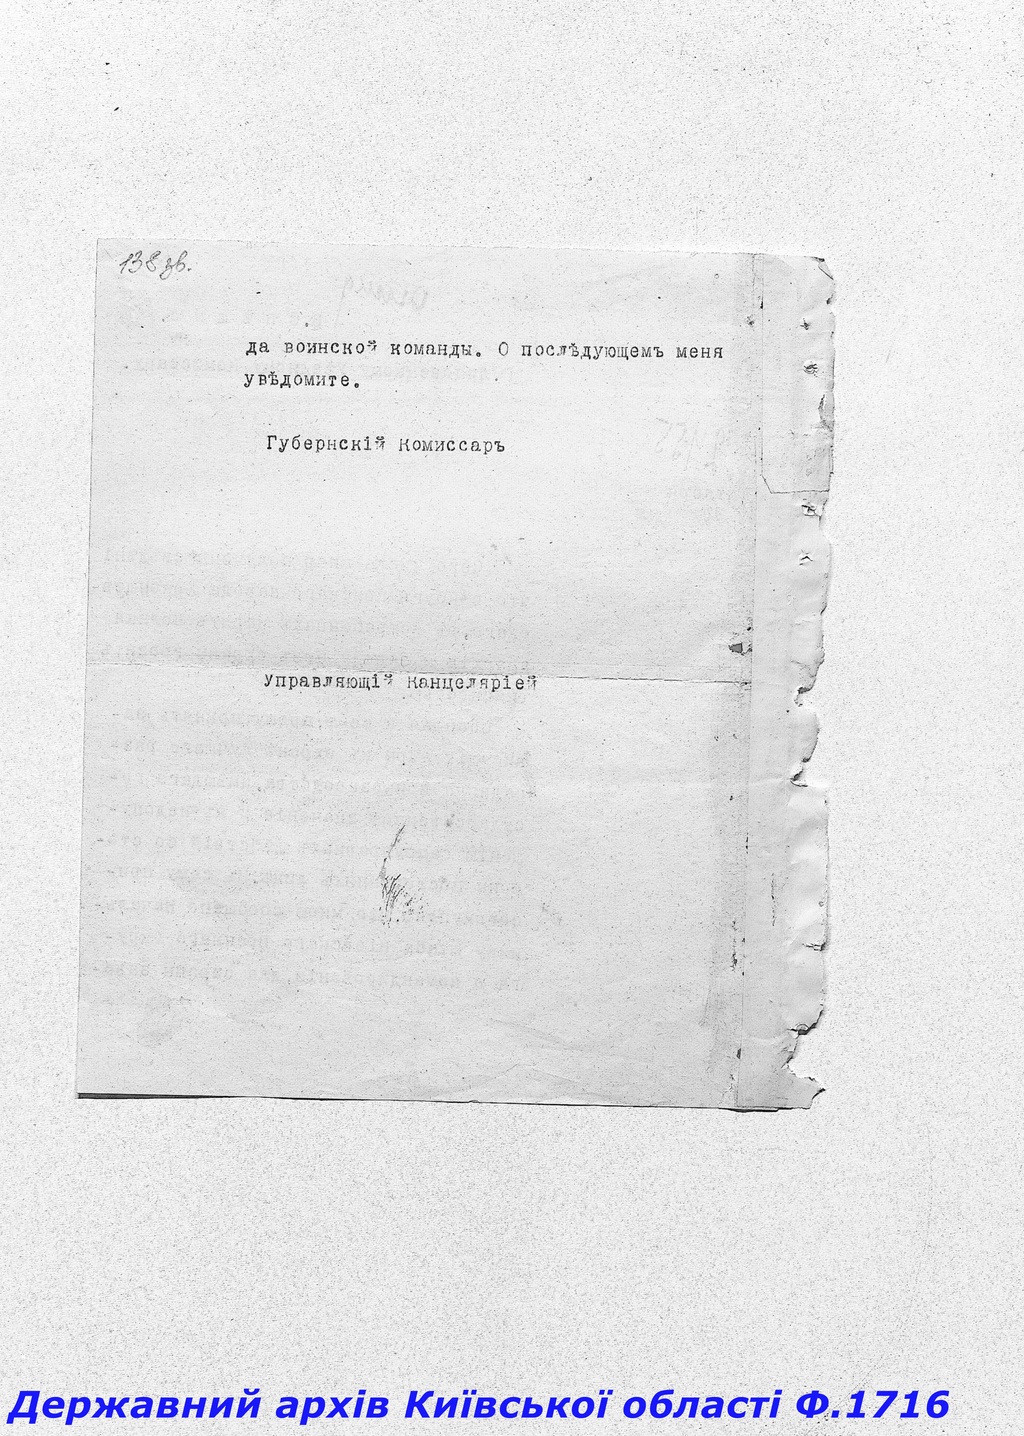 138 зв.
да воинской команды. О послѣдующемъ меня
увѣдомите.
Губернскій Комиссаръ
Управляющій Канцеляріей
Державний архів Київської області Ф.1716